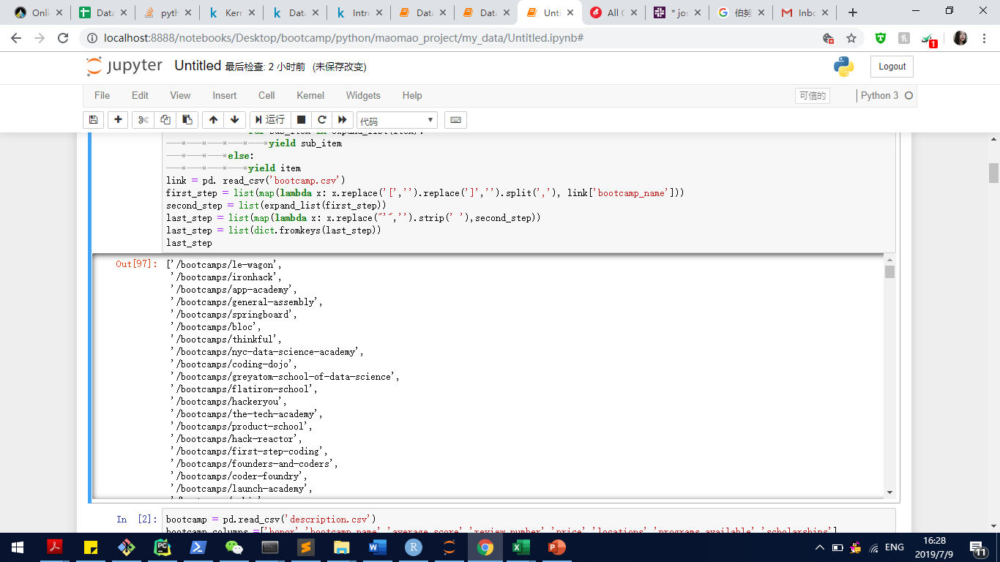 Onli
Data
pyth
Kern
Data
Intro
Data
Data
Unti
All C
* jos
伯努
Inbo
localhost:8888/notebooks/Desktop/bootcamp/python/maomao_project/my_data/Untitled.ipynb#
1
jupyter Untitled 最后检查: 2 小时前 (未保存改变)
Logout
File Edit View Insert Cell Kernel Widgets Help
可信的
Python 3
运行
代码
for sub_item in expand_list(item):
yield sub_item
else:
yield item
link = pd. read_csv('bootcamp.csv')
first_step = list(map(lambda x: x.replace('[','').replace(']','').split(','), link['bootcamp_name']))
second_step = list(expand_list(first_step))
last_step = list(map(lambda x: x.replace("'",'').strip(' '),second_step))
last_step = list(dict.fromkeys(last_step))
last_step
Out[97]: ['/bootcamps/le-wagon',
'/bootcamps/ironhack',
'/bootcamps/app-academy',
'/bootcamps/general-assembly',
'/bootcamps/springboard',
'/bootcamps/bloc',
'/bootcamps/thinkful',
'/bootcamps/nyc-data-science-academy',
'/bootcamps/coding-dojo',
'/bootcamps/greyatom-school-of-data-science',
'/bootcamps/flatiron-school',
'/bootcamps/hackeryou',
'/bootcamps/the-tech-academy',
'/bootcamps/product-school',
'/bootcamps/hack-reactor',
'/bootcamps/first-step-coding',
'/bootcamps/founders-and-coders',
'/bootcamps/coder-foundry',
'/bootcamps/launch-academy',
In [2]: bootcamp = pd.read_csv('description.csv')
bootcamp_columns =['honor','bootcamp_name','average_score','review_number','price','locations','programs_available','scholarships']
ENG
16:28
2019/7/9
11